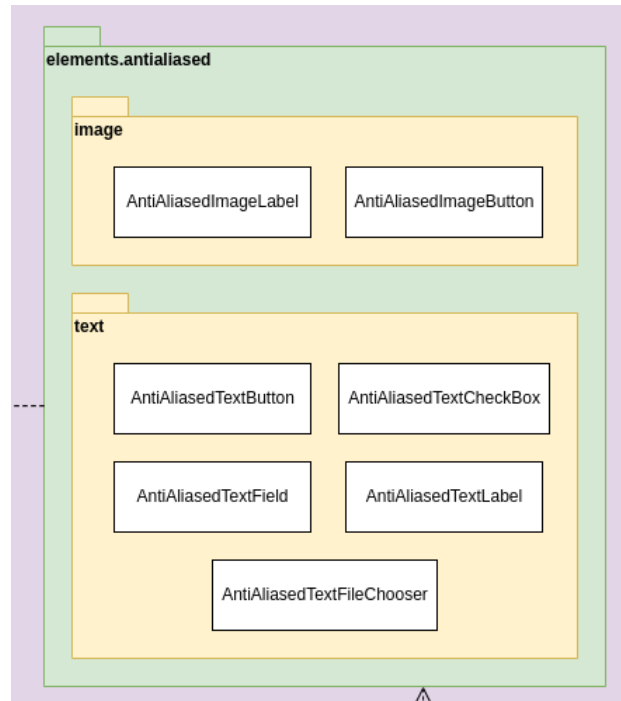 elements.antialiased
image
AntiAliasedImageLabel
AntiAliasedImageButton
text
AntiAliasedTextButton
AntiAliasedTextCheckBox
AntiAliasedTextField
AntiAliasedTextLabel
AntiAliasedTextFileChooser